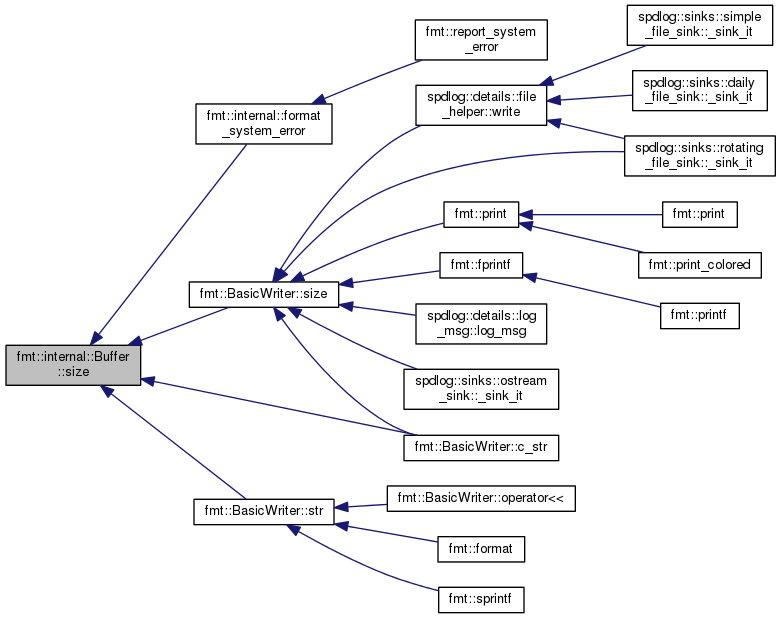 spdlog::sinks::simple
_file_sink::_sink_it
fmt::report_system
_error
spdlog::sinks::daily
_file_sink::_sink_it
spdlog::details::file
_helper::write
fmt::internal::format
_system_error
spdlog::sinks::rotating
_file_sink::_sink_it
fmt::print
fmt::print
fmt::fprintf
fmt::print_colored
fmt::BasicWriter::size
fmt::printf
spdlog::details::log
_msg::log_msg
fmt::internal::Buffer
::size
spdlog::sinks::ostream
_sink::_sink_it
fmt::BasicWriter::c_str
fmt::BasicWriter::operator<<
fmt::BasicWriter::str
fmt::format
fmt::sprintf